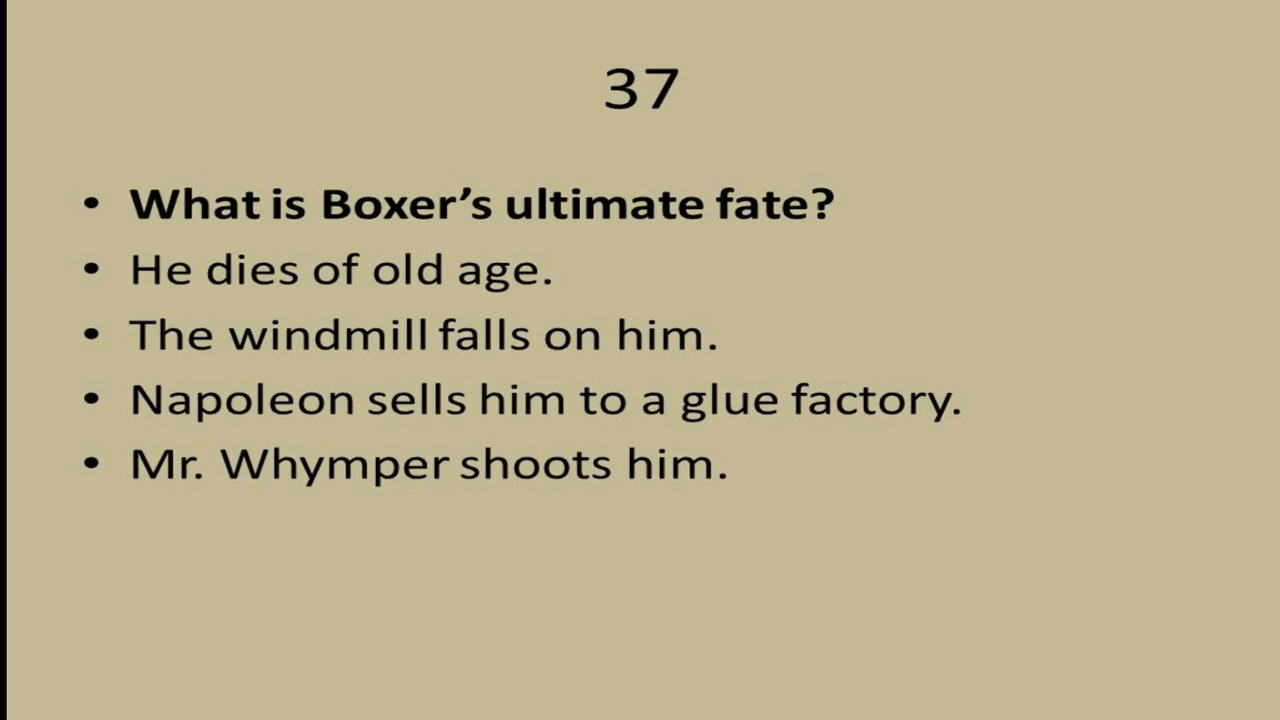 37
• What is Boxer’s ultimate fate?
• He dies of old age.
• The windmill falls on him.
• Napoleon sells him to a glue factory.
• Mr. Whymper shoots him.